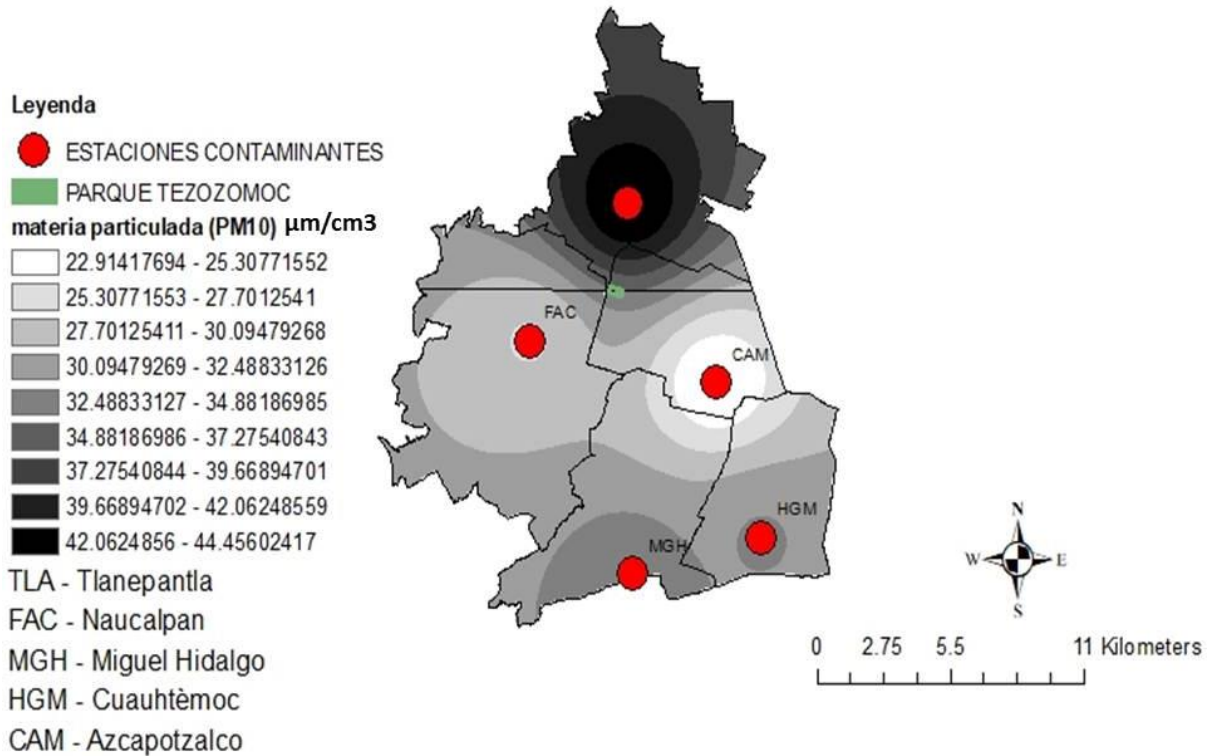 Leyenda
ESTACIONES CONTAMINANTES
PARQUE TEZOZOMOC
materia particulada (PM10) µm/cm3
22.91417694 - 25.30771552
25.30771553 - 27.7012541
27.70125411 - 30.09479268
30.09479269 - 32.48833126
32.48833127 - 34.88186985
34.88186986 - 37.27540843
37.27540844 - 39.66894701
39.66894702 - 42.06248559
42.0624856 - 44.45602417
TLA - Tlanepantla
FAC - Naucalpan
MGH - Miguel Hidalgo
HGM - Cuauhtèmoc
CAM - Azcapotzalco
FAC
CAM
HGM
MGH
N
W E
S
0 2.75 5.5 11 Kilometers